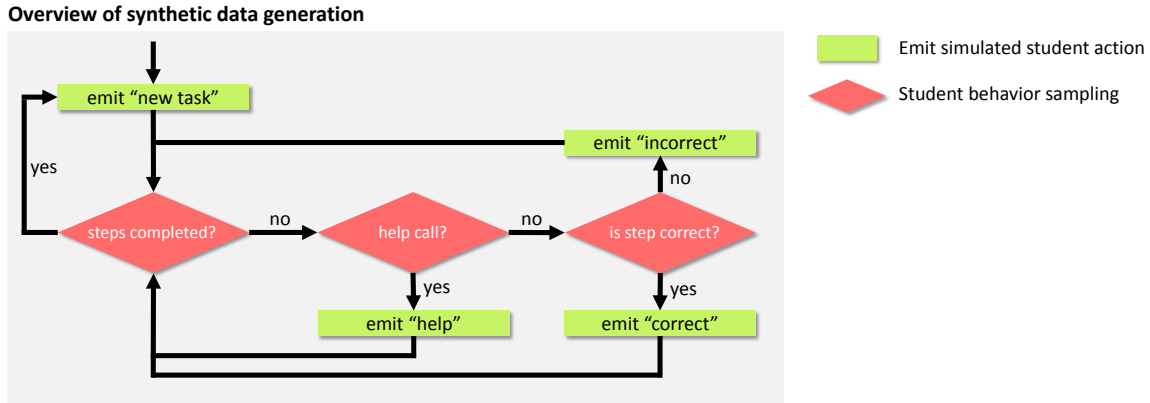 Overview of synthetic data generation
Emit simulated student action
emit “new task”
Student behavior sampling
emit “incorrect”
yes
no
steps completed?
no
help call?
no
is step correct?
yes
yes
emit “help”
emit “correct”